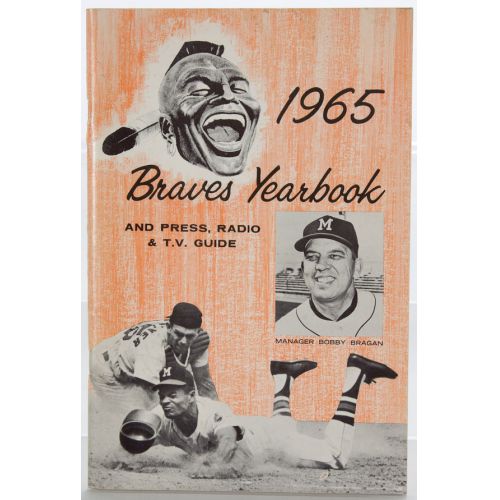 1965
Braves Yearbook
AND PRESS, RADIO
& T.V. GUIDE
M
MANAGER BOBBY BRAGAN
M